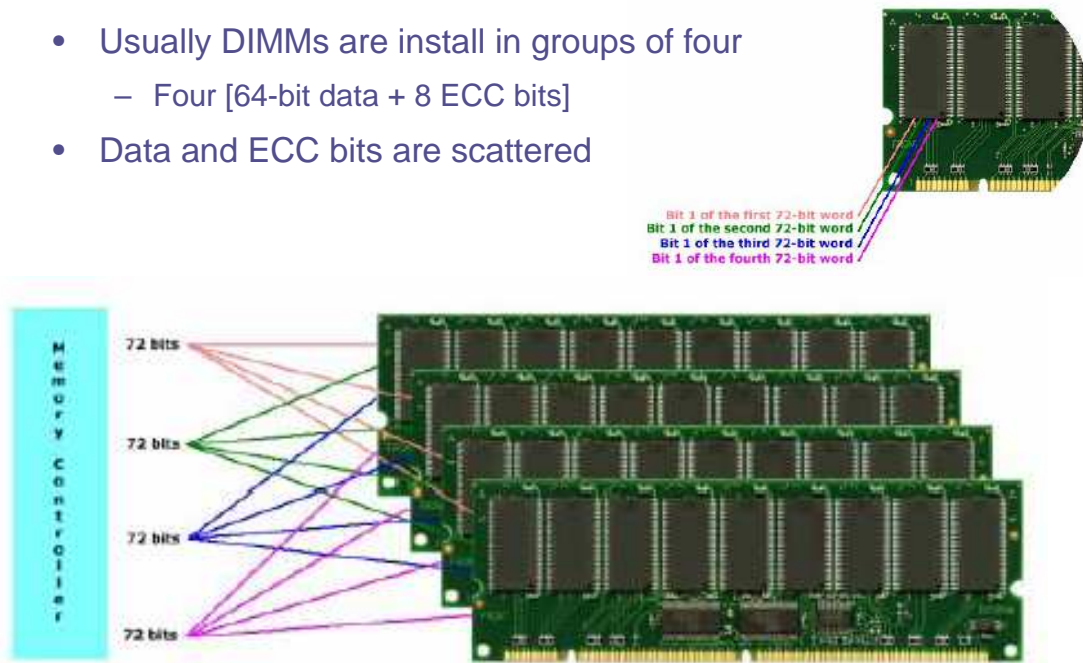 • Usually DIMMs are install in groups of four
– Four [64-bit data + 8 ECC bits]
• Data and ECC bits are scattered
Bit 1 of the first 72-bit word
Bit 1 of the second 72-bit word
Bit 1 of the third 72-bit word
Bit 1 of the fourth 72-bit word
Memory Controller
72 bits
72 bits
72 bits
72 bits